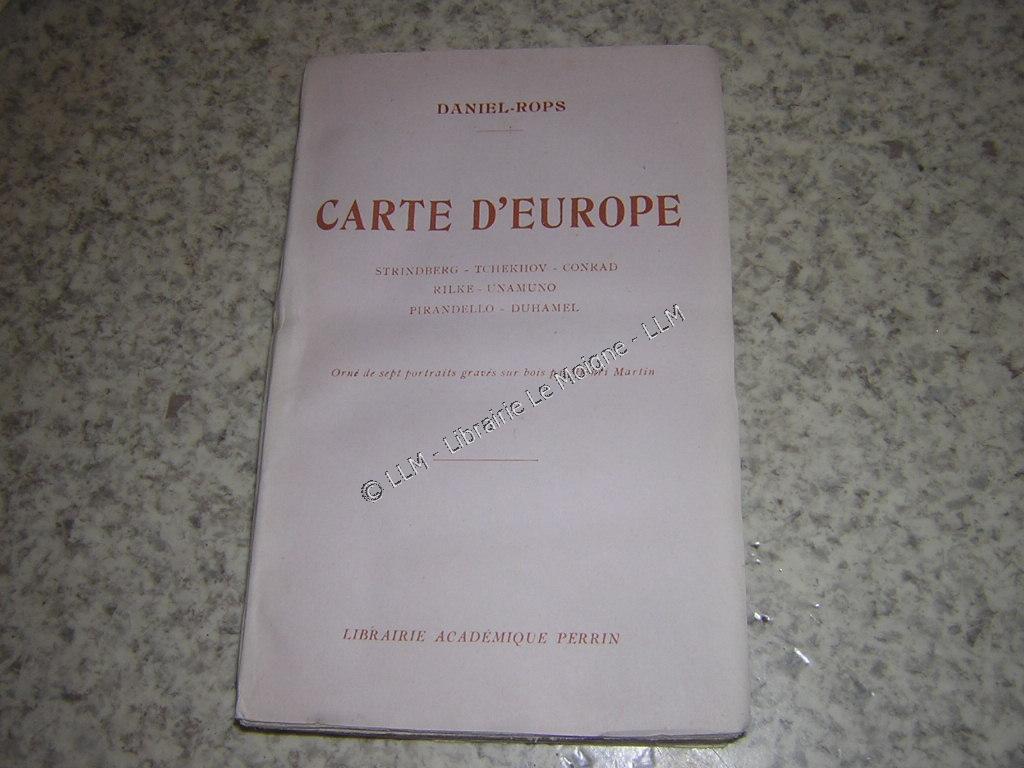 DANIEL-ROPS
CARTE D'EUROPE
STRINDBERG - TCHEKHOV - CONRAD
RILKE - UNAMUNO
PIRANDELLO - DUHAMEL
Orné de sept portraits gravés sur bois Martin
© LLM - Librairie Le Moigne - LLM
LIBRAIRIE ACADÉMIQUE PERRIN